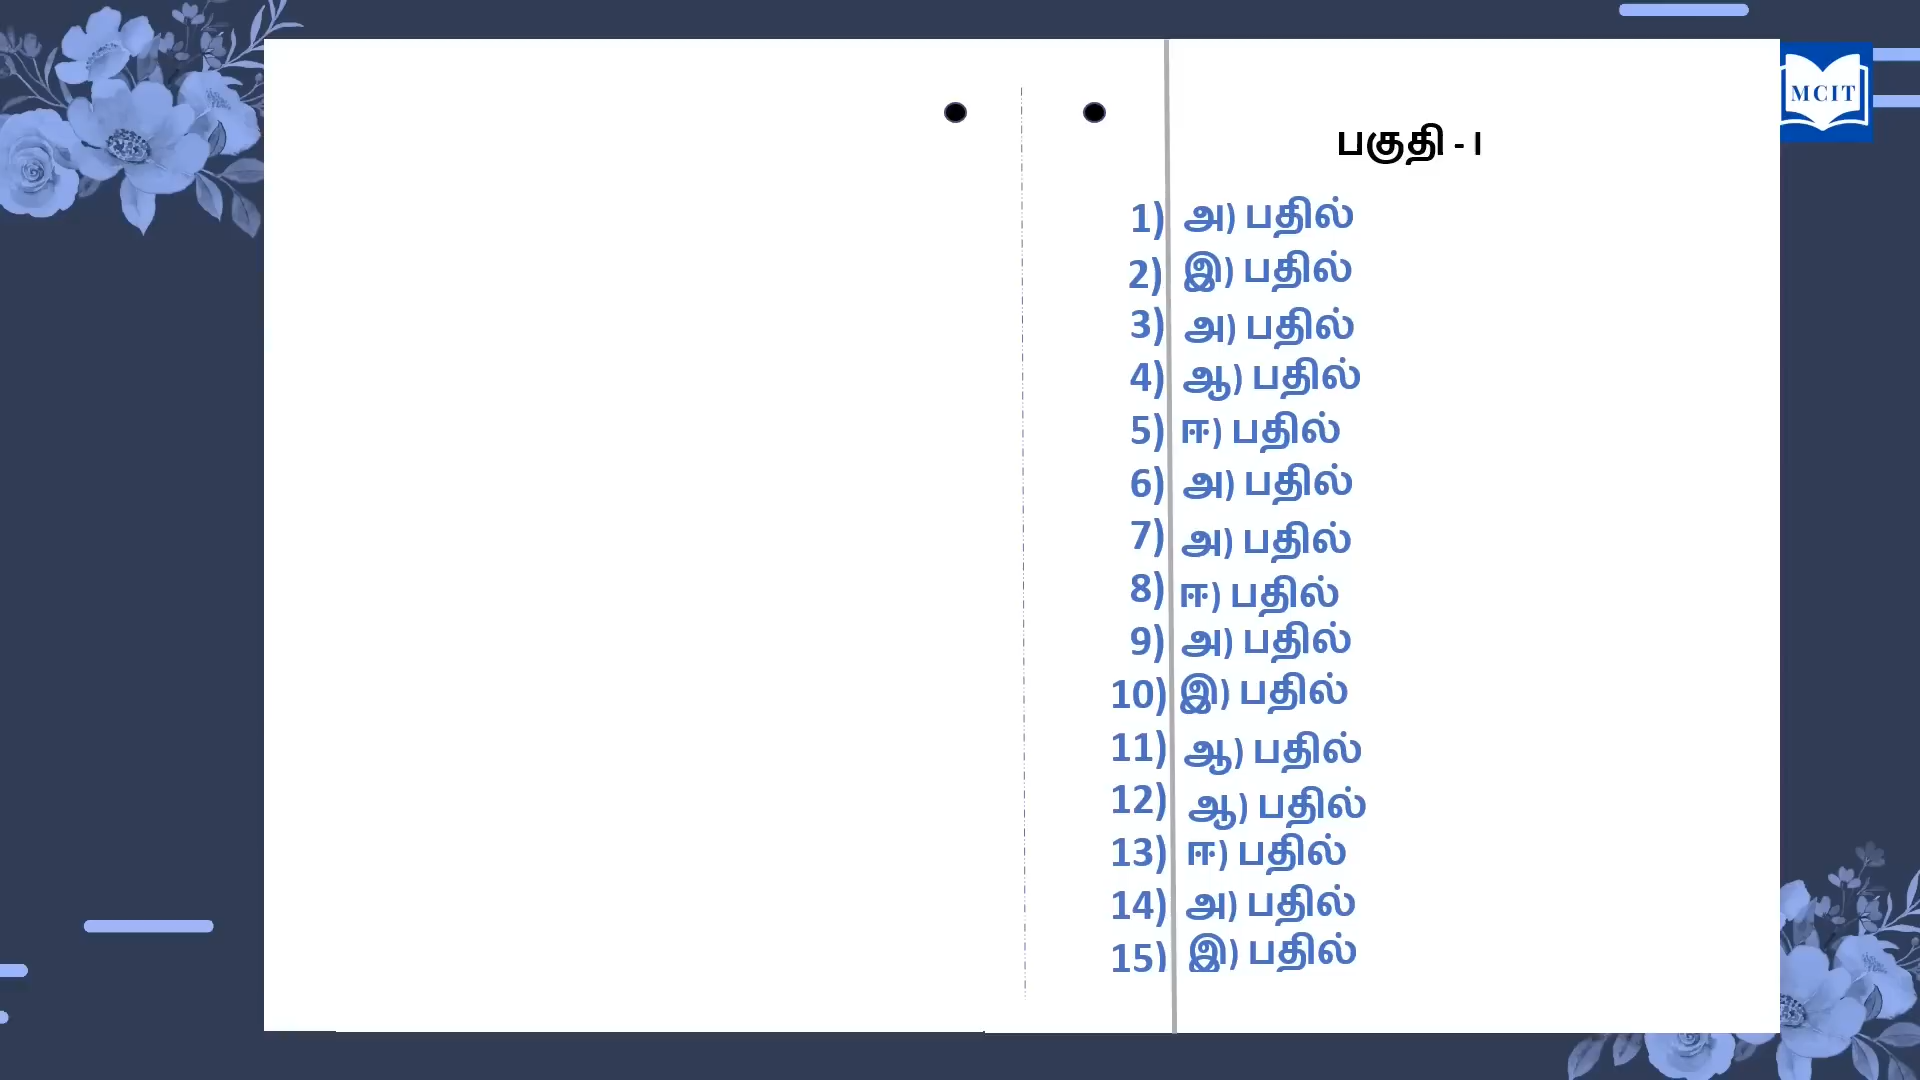 MCIT
பகுதி - I
1) அ) பதில்
2) இ) பதில்
3) அ) பதில்
4) ஆ) பதில்
5) ஈ) பதில்
6) அ) பதில்
7) அ) பதில்
8) ஈ) பதில்
9) அ) பதில்
10) இ) பதில்
11) ஆ) பதில்
12) ஆ) பதில்
13) ஈ) பதில்
14) அ) பதில்
15) இ) பதில்